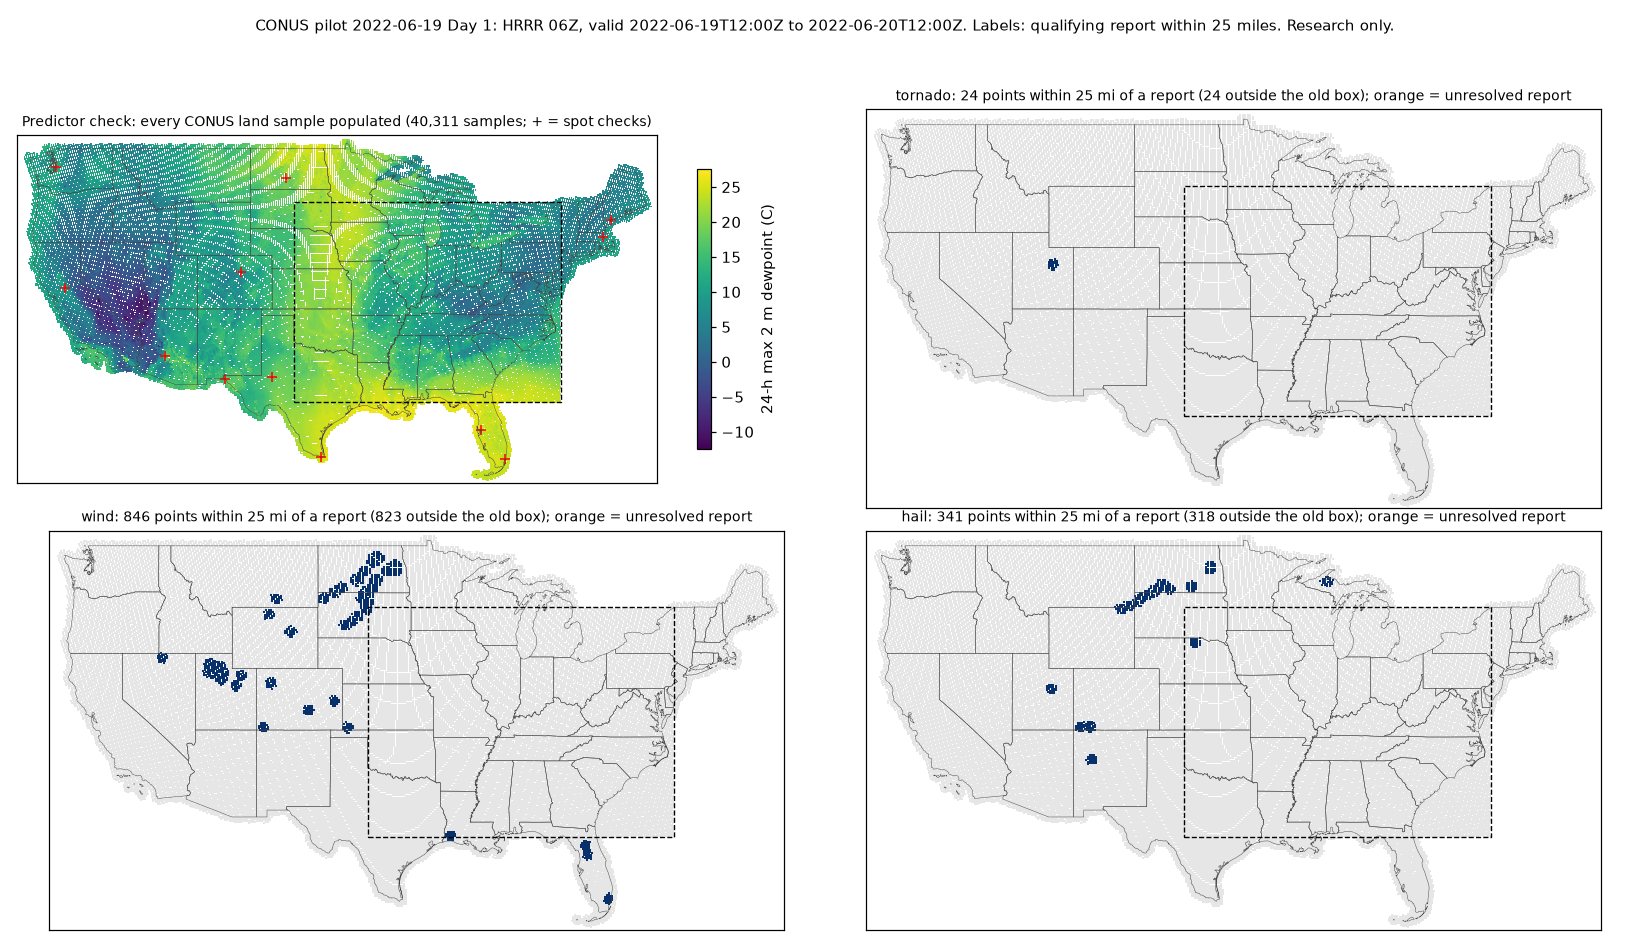 CONUS pilot 2022-06-19 Day 1: HRRR 06Z, valid 2022-06-19T12:00Z to 2022-06-20T12:00Z. Labels: qualifying report within 25 miles. Research only.
Predictor check: every CONUS land sample populated (40,311 samples; + = spot checks)
25
20
15
10
5
0
−5
−10
24-h max 2 m dewpoint (C)
tornado: 24 points within 25 mi of a report (24 outside the old box); orange = unresolved report
wind: 846 points within 25 mi of a report (823 outside the old box); orange = unresolved report
hail: 341 points within 25 mi of a report (318 outside the old box); orange = unresolved report